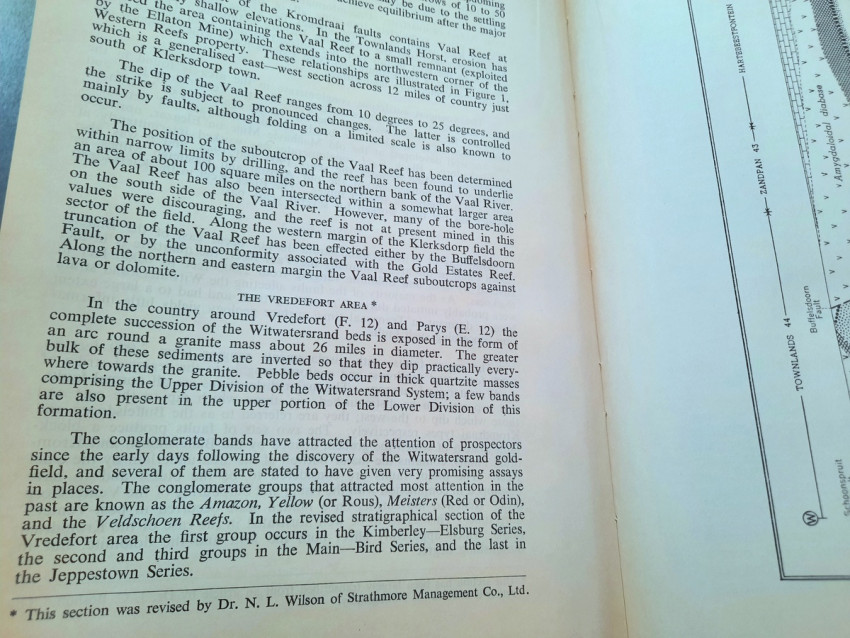 of the Kromdraai faults contains Vaal Reef at
shallow elevations. In the Townlands Horst, erosion has
the area containing the Vaal Reef to a small remnant (exploited
by the Ellaton Mine) which extends into the northwestern corner of the
Western Reefs property. These relationships are illustrated in Figure 1,
which is a generalised east—west section across 12 miles of country just
south of Klerksdorp town.
The dip of the Vaal Reef ranges from 10 degrees to 25 degrees, and
the strike is subject to pronounced changes. The latter is controlled
mainly by faults, although folding on a limited scale is also known to
occur.
The position of the suboutcrop of the Vaal Reef has been determined
within narrow limits by drilling, and the reef has been found to underlie
an area of about 100 square miles on the northern bank of the Vaal River.
The Vaal Reef has also been intersected within a somewhat larger area
on the south side of the Vaal River. However, many of the bore-hole
values were discouraging, and the reef is not at present mined in this
sector of the field. Along the western margin of the Klerksdorp field the
truncation of the Vaal Reef has been effected either by the Buffelsdoorn
Fault, or by the unconformity associated with the Gold Estates Reef.
Along the northern and eastern margin the Vaal Reef suboutcrops against
lava or dolomite.
THE VREDEFORT AREA *
In the country around Vredefort (F. 12) and Parys (E. 12) the
complete succession of the Witwatersrand beds is exposed in the form of
an arc round a granite mass about 26 miles in diameter. The greater
bulk of these sediments are inverted so that they dip practically every-
where towards the granite. Pebble beds occur in thick quartzite masses
comprising the Upper Division of the Witwatersrand System; a few bands
are also present in the upper portion of the Lower Division of this
formation.
The conglomerate bands have attracted the attention of prospectors
since the early days following the discovery of the Witwatersrand gold-
field, and several of them are stated to have given very promising assays
in places. The conglomerate groups that attracted most attention in the
past are known as the Amazon, Yellow (or Rous), Meisters (Red or Odin),
and the Veldschoen Reefs. In the revised stratigraphical section of the
Vredefort area the first group occurs in the Kimberley—Elsburg Series,
the second and third groups in the Main—Bird Series, and the last in
the Jeppestown Series.
* This section was revised by Dr. N. L. Wilson of Strathmore Management Co., Ltd.
HARTEBEESTFONTEIN
ZANDPAN 43
TOWNLANDS 44
W
Amygdaloidal diabase
Buffelsdoorn
Fault
Schoonspruit